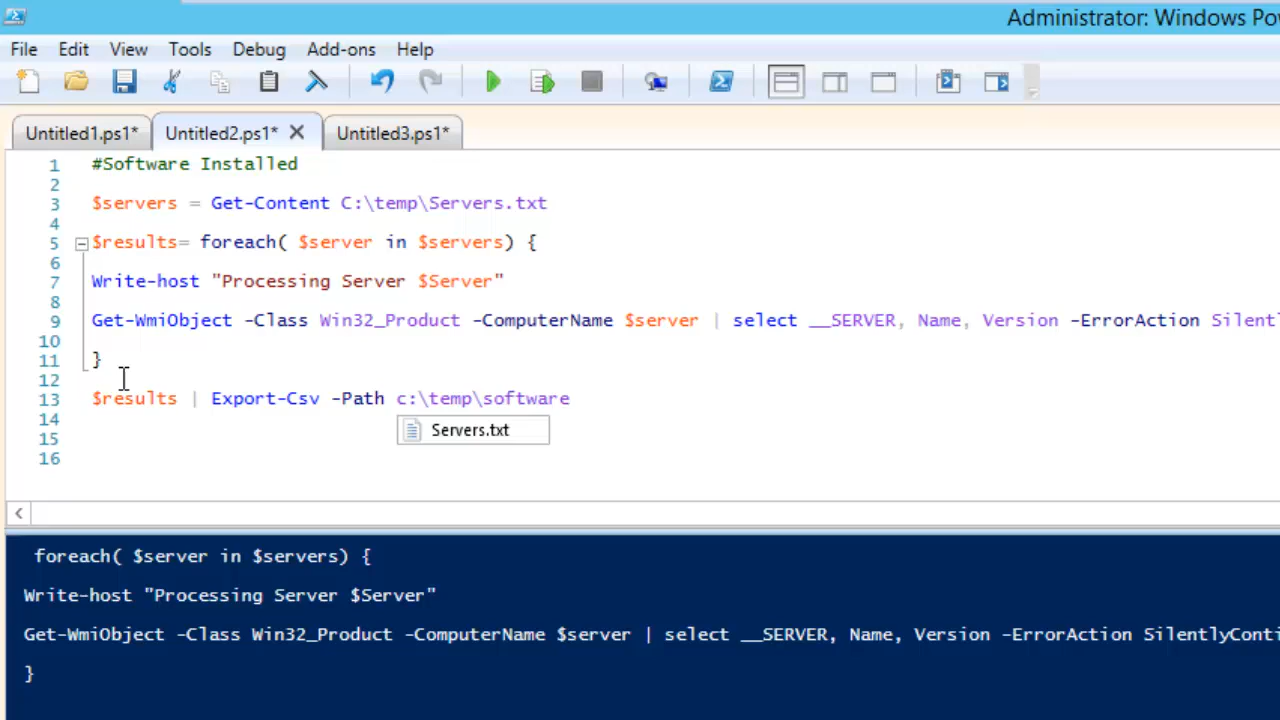 Administrator: Windows Po
File Edit View Tools Debug Add-ons Help
Untitled1.ps1* Untitled2.ps1* Untitled3.ps1*
1 #Software Installed
2
3 $servers = Get-Content C:\temp\Servers.txt
4
5 $results= foreach( $server in $servers) {
6
7 Write-host "Processing Server $Server"
8
9 Get-WmiObject -Class Win32_Product -ComputerName $server | select __SERVER, Name, Version -ErrorAction Silentl
10
11 }
12
13 $results | Export-Csv -Path c:\temp\software
14
Servers.txt
15
16
foreach( $server in $servers) {
Write-host "Processing Server $Server"
Get-WmiObject -Class Win32_Product -ComputerName $server | select __SERVER, Name, Version -ErrorAction SilentlyConti
}